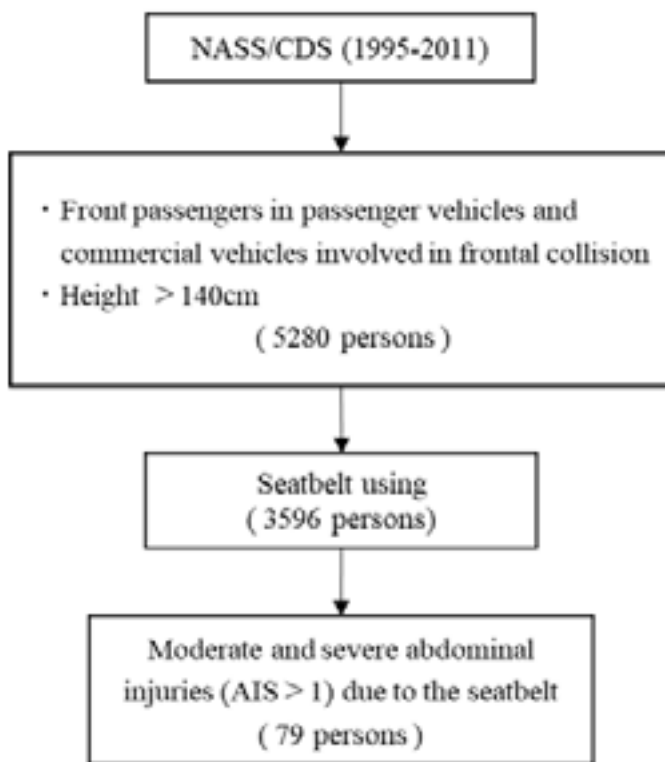 NASS/CDS (1995-2011)
・Front passengers in passenger vehicles and
commercial vehicles involved in frontal collision
・Height > 140cm
( 5280 persons )
Seatbelt using
( 3596 persons)
Moderate and severe abdominal
injuries (AIS > 1) due to the seatbelt
( 79 persons )